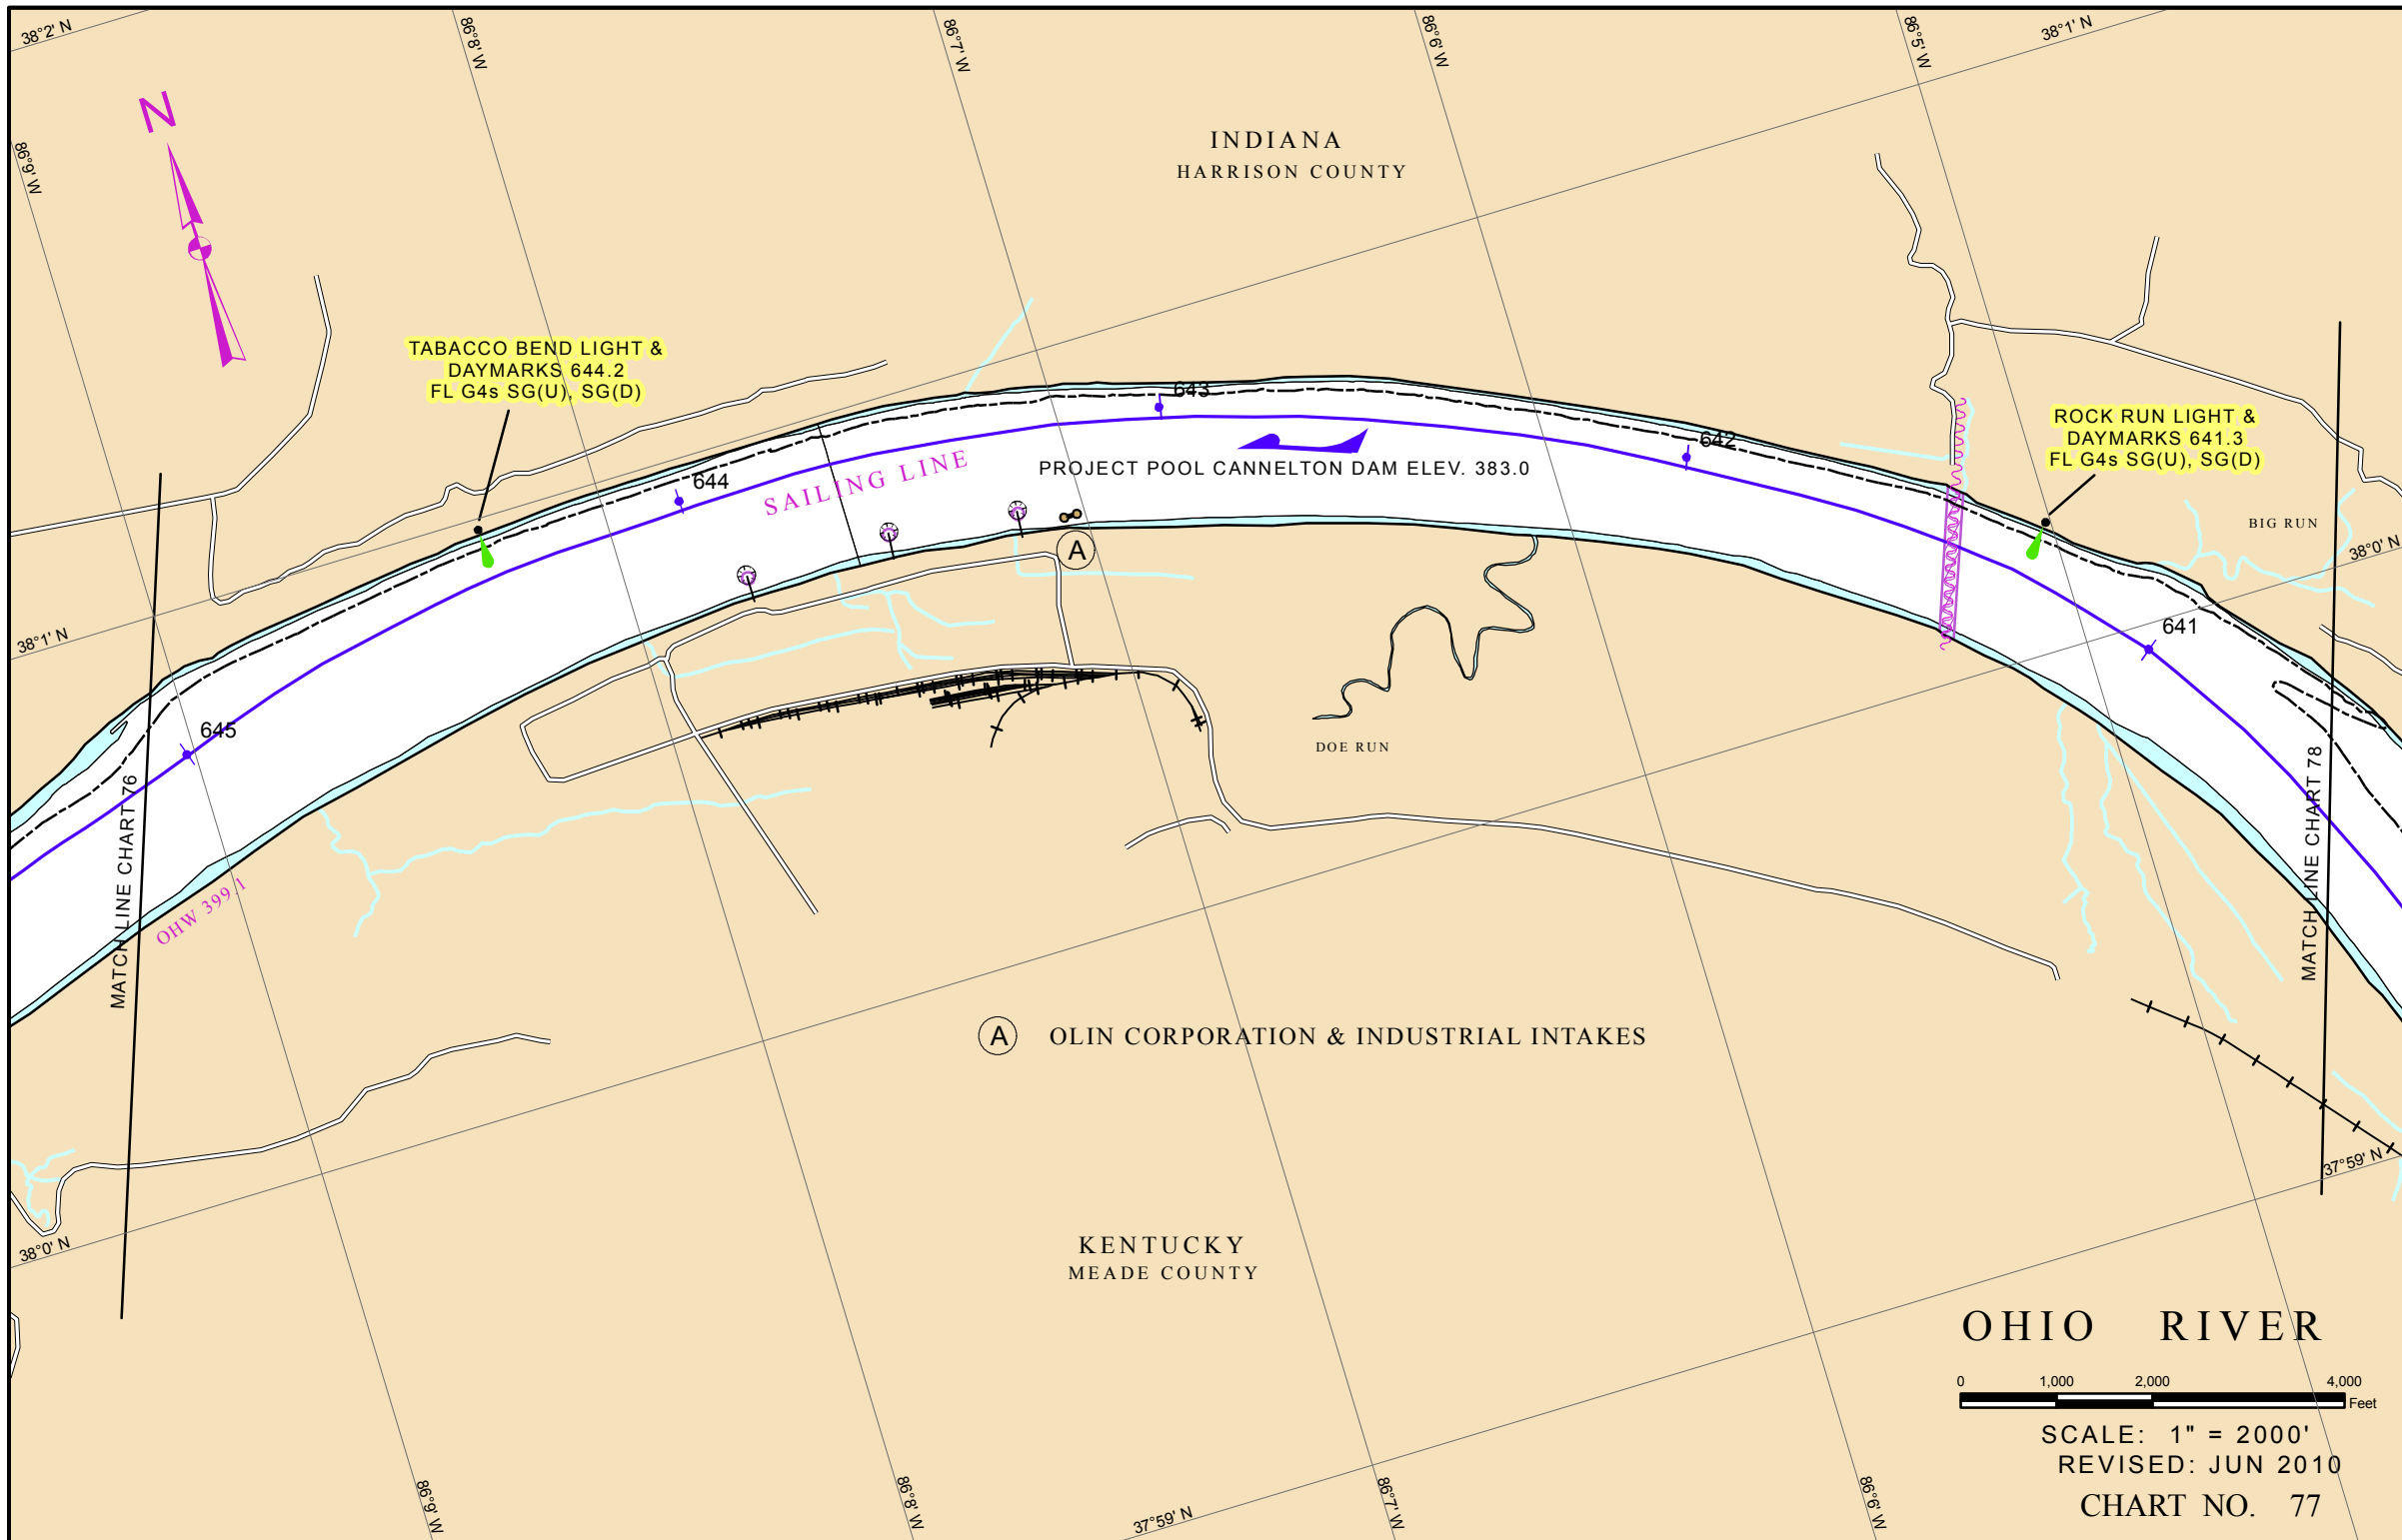 38°2' N
86°8' W
86°7' W
86°6' W
86°5' W
38°1' N
N
86°9' W
INDIANA
HARRISON COUNTY
TABACCO BEND LIGHT &
DAYMARKS 644.2
FL G4s SG(U), SG(D)
643
642
644
SAILING LINE
PROJECT POOL CANNELTON DAM ELEV. 383.0
ROCK RUN LIGHT &
DAYMARKS 641.3
FL G4s SG(U), SG(D)
BIG RUN
38°0' N
A
641
38°1' N
645
DOE RUN
MATCH LINE CHART 76
OHW 399.1
MATCH LINE CHART 78
A OLIN CORPORATION & INDUSTRIAL INTAKES
37°59' N
38°0' N
KENTUCKY
MEADE COUNTY
OHIO RIVER
0 1,000 2,000 4,000
Feet
SCALE: 1" = 2000'
REVISED: JUN 2010
CHART NO. 77
86°9' W
86°8' W
37°59' N
86°7' W
86°6' W